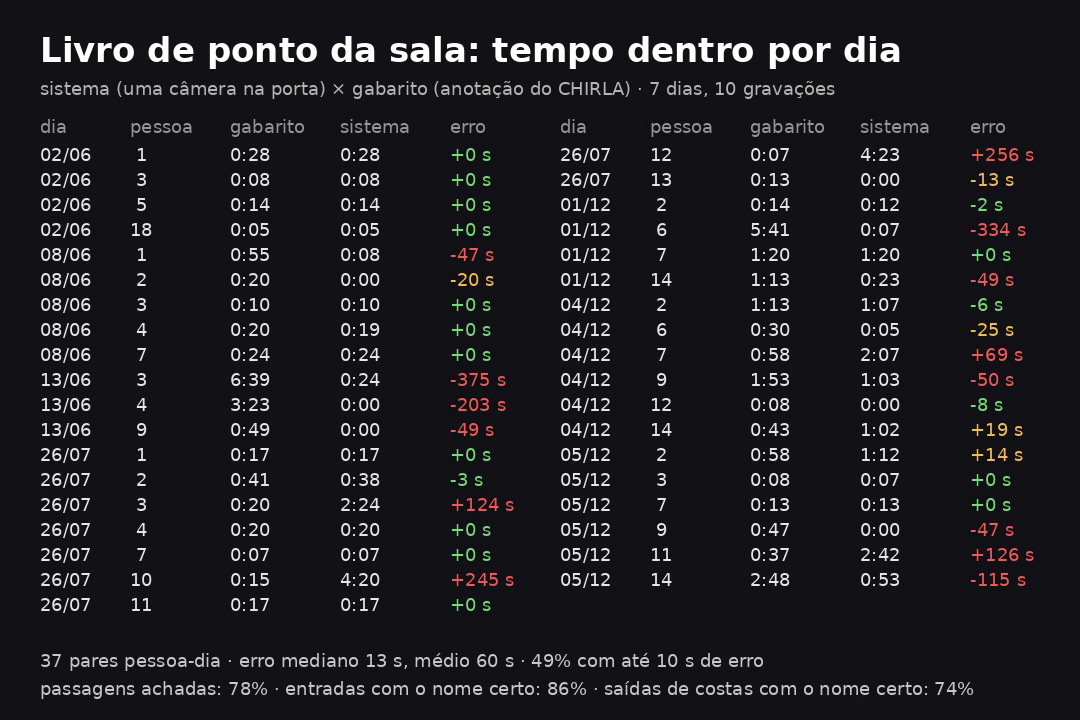 Livro de ponto da sala: tempo dentro por dia
sistema (uma câmera na porta) × gabarito (anotação do CHIRLA) · 7 dias, 10 gravações
dia pessoa gabarito sistema erro dia pessoa gabarito sistema erro
02/06 1 0:28 0:28 +0 s 26/07 12 0:07 4:23 +256 s
02/06 3 0:08 0:08 +0 s 26/07 13 0:13 0:00 -13 s
02/06 5 0:14 0:14 +0 s 01/12 2 0:14 0:12 -2 s
02/06 18 0:05 0:05 +0 s 01/12 6 5:41 0:07 -334 s
08/06 1 0:55 0:08 -47 s 01/12 7 1:20 1:20 +0 s
08/06 2 0:20 0:00 -20 s 01/12 14 1:13 0:23 -49 s
08/06 3 0:10 0:10 +0 s 04/12 2 1:13 1:07 -6 s
08/06 4 0:20 0:19 +0 s 04/12 6 0:30 0:05 -25 s
08/06 7 0:24 0:24 +0 s 04/12 7 0:58 2:07 +69 s
13/06 3 6:39 0:24 -375 s 04/12 9 1:53 1:03 -50 s
13/06 4 3:23 0:00 -203 s 04/12 12 0:08 0:00 -8 s
13/06 9 0:49 0:00 -49 s 04/12 14 0:43 1:02 +19 s
26/07 1 0:17 0:17 +0 s 05/12 2 0:58 1:12 +14 s
26/07 2 0:41 0:38 -3 s 05/12 3 0:08 0:07 +0 s
26/07 3 0:20 2:24 +124 s 05/12 7 0:13 0:13 +0 s
26/07 4 0:20 0:20 +0 s 05/12 9 0:47 0:00 -47 s
26/07 7 0:07 0:07 +0 s 05/12 11 0:37 2:42 +126 s
26/07 10 0:15 4:20 +245 s 05/12 14 2:48 0:53 -115 s
26/07 11 0:17 0:17 +0 s
37 pares pessoa-dia · erro mediano 13 s, médio 60 s · 49% com até 10 s de erro
passagens achadas: 78% · entradas com o nome certo: 86% · saídas de costas com o nome certo: 74%